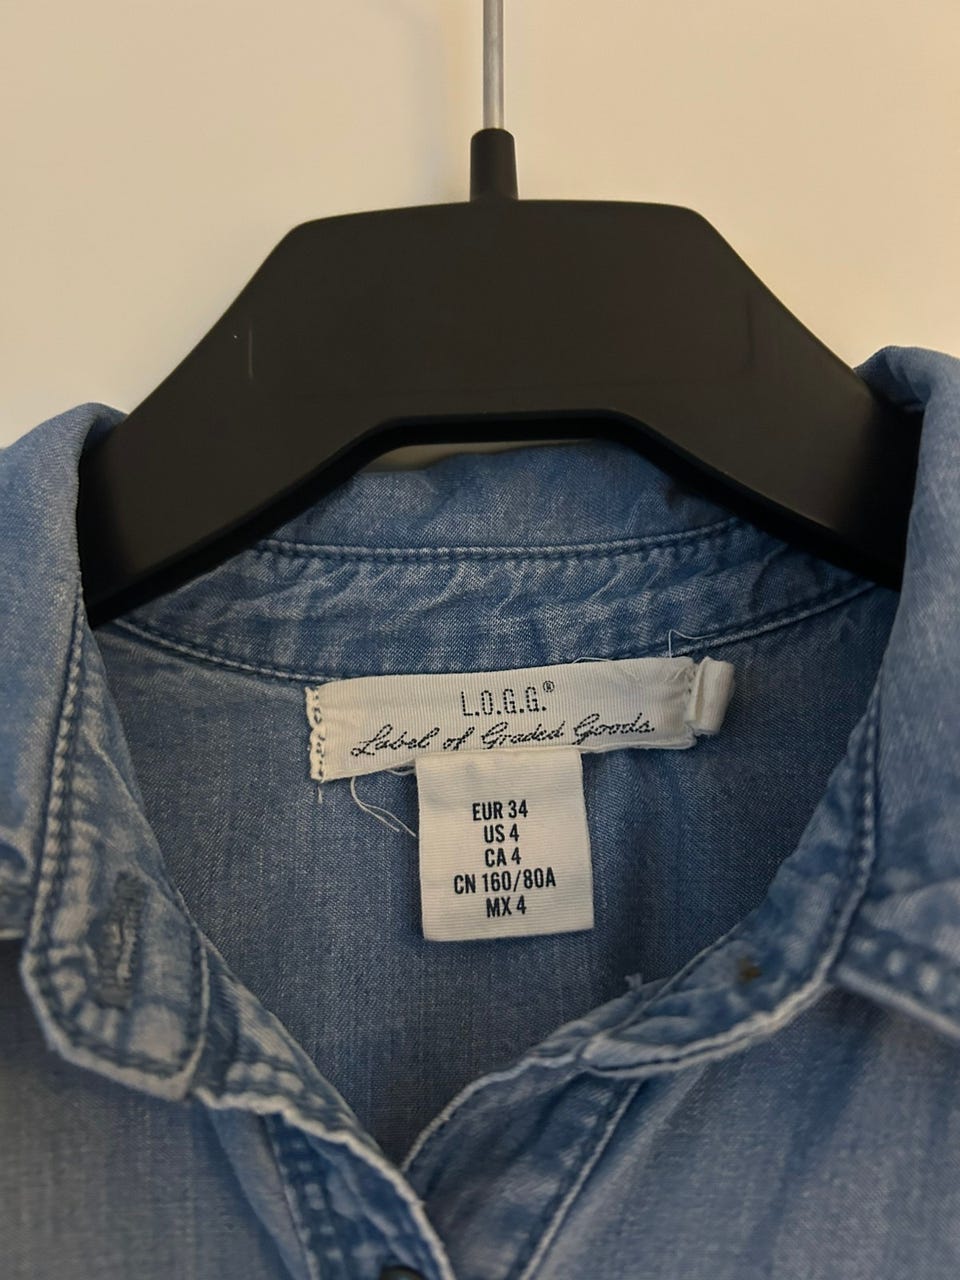 L.O.G.G.®
Label of Graded Goods
EUR 34
US 4
CA 4
CN 160/80A
MX 4